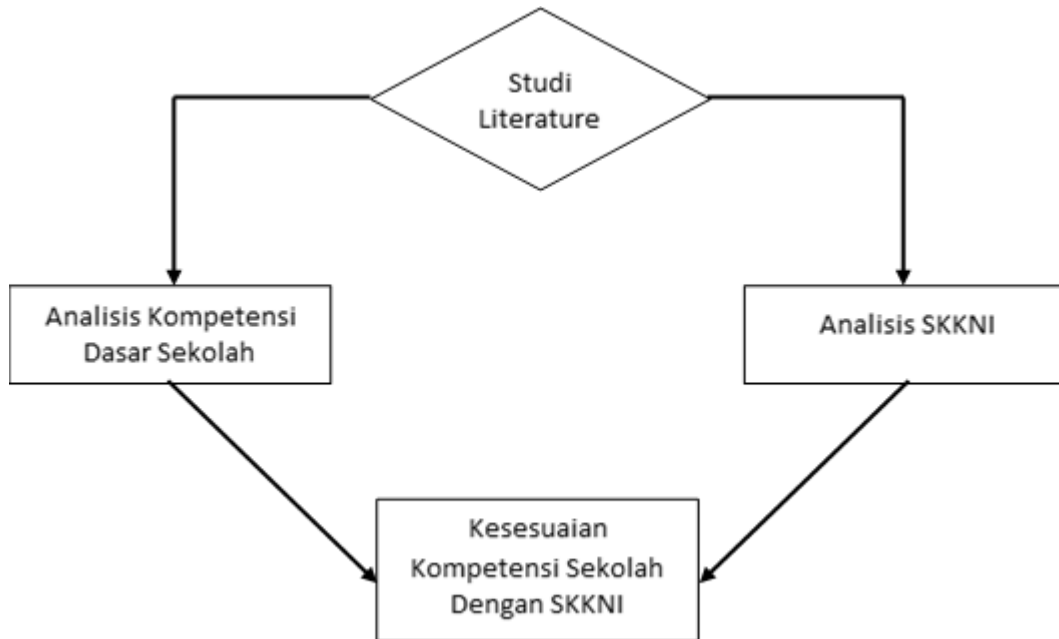 Studi
Literature
Analisis Kompetensi
Dasar Sekolah
Analisis SKKNI
Kesesuaian
Kompetensi Sekolah
Dengan SKKNI